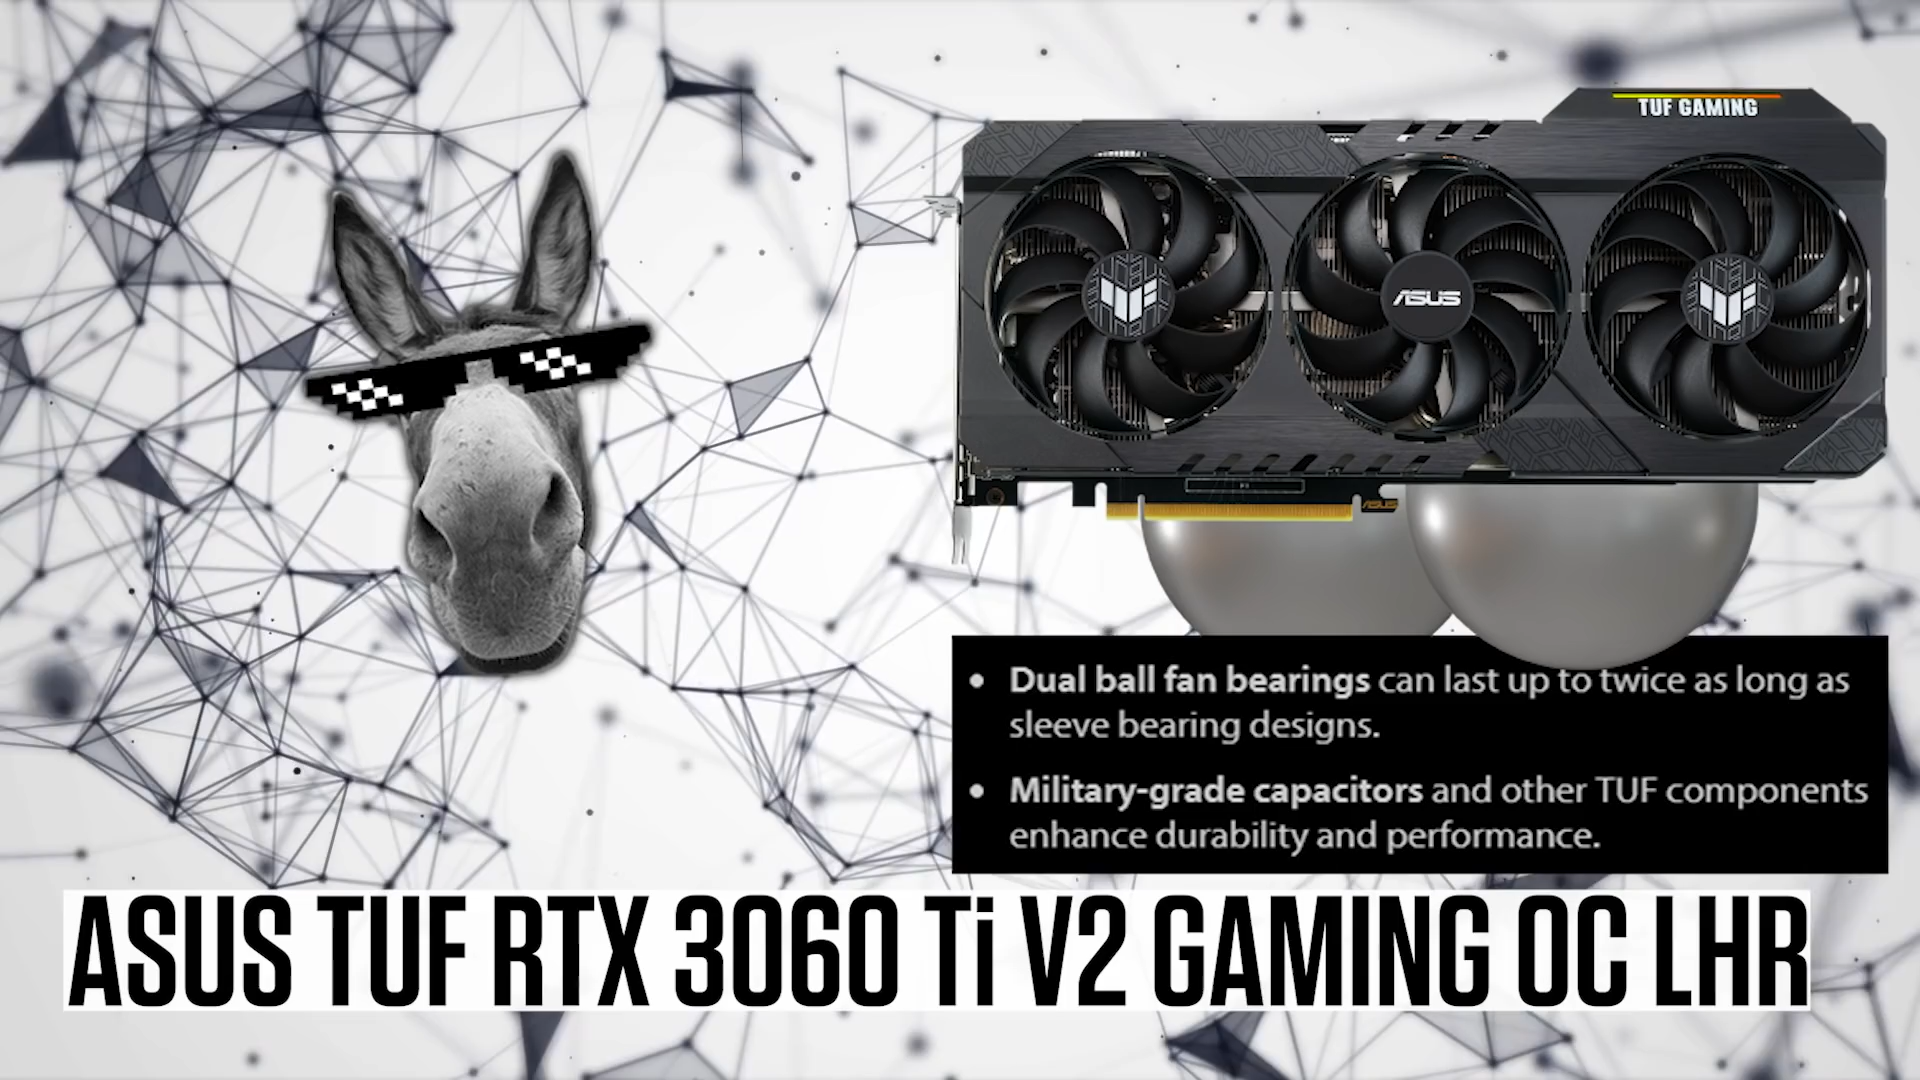 TUF GAMING
ASUS
ASUS
• Dual ball fan bearings can last up to twice as long as
sleeve bearing designs.
• Military-grade capacitors and other TUF components
enhance durability and performance.
ASUS TUF RTX 3060 Ti V2 GAMING OC LHR